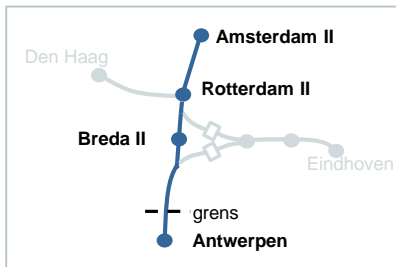 Amsterdam II
Den Haag
Rotterdam II
Breda II
Eindhoven
grens
Antwerpen